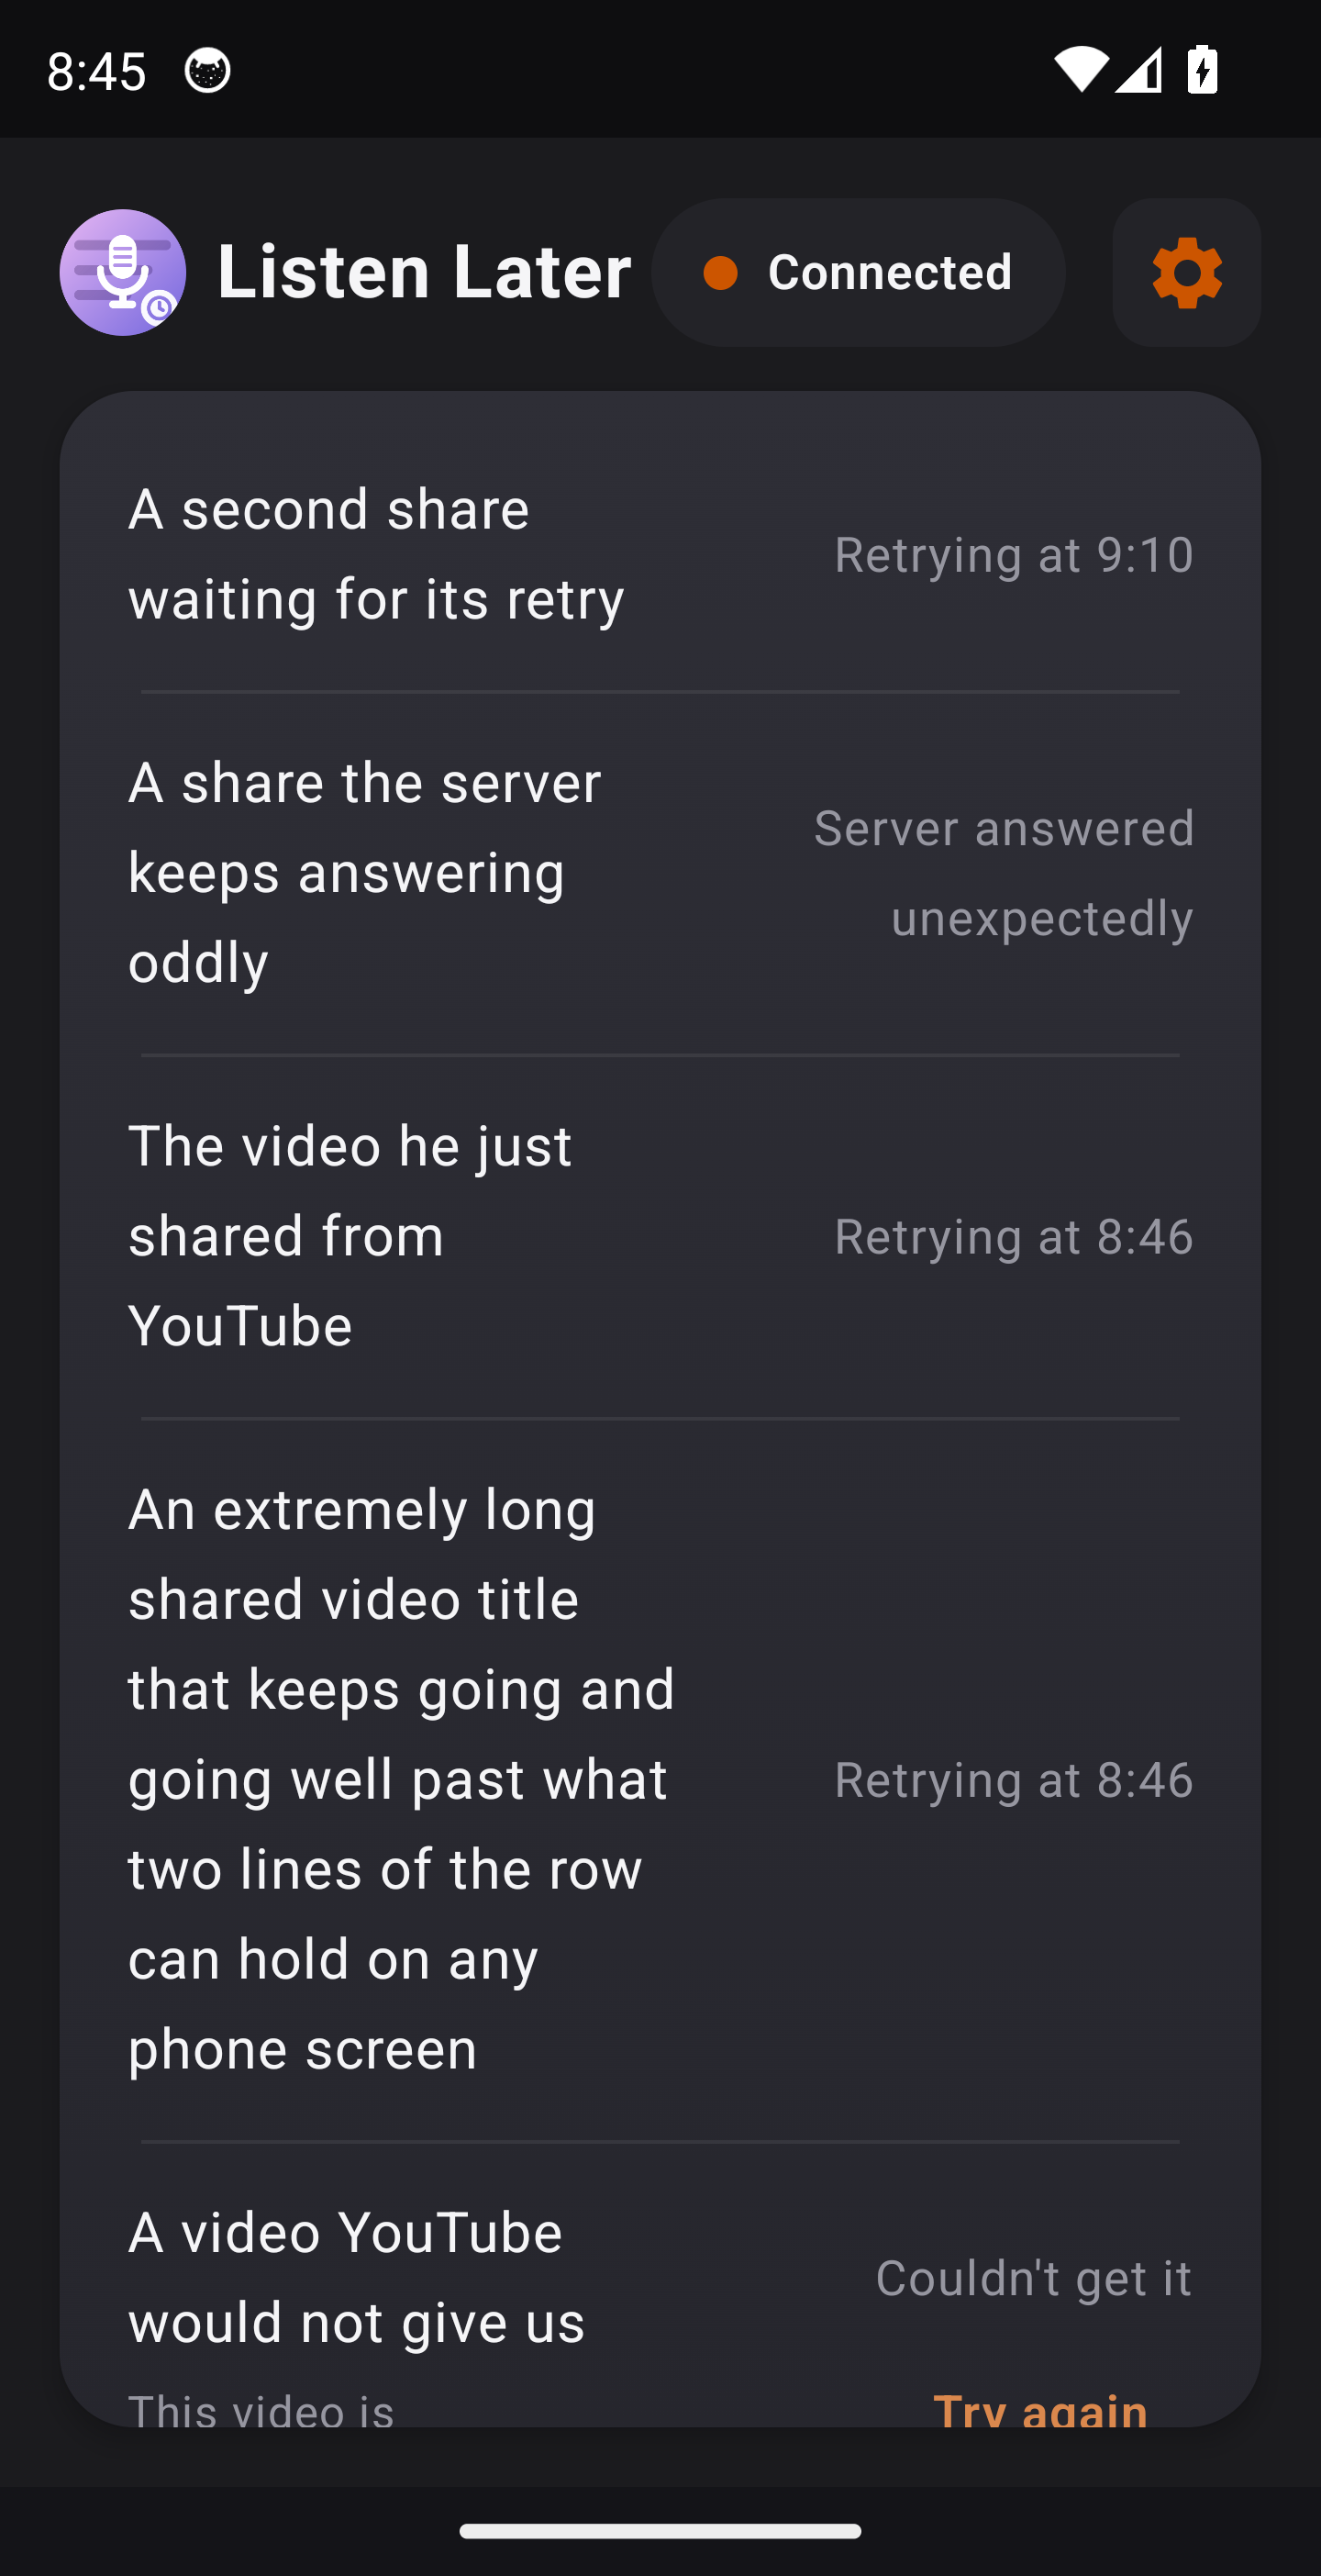 8:45
Listen Later
Connected
A second share
waiting for its retry
Retrying at 9:10
A share the server
keeps answering
oddly
Server answered
unexpectedly
The video he just
shared from
YouTube
Retrying at 8:46
An extremely long
shared video title
that keeps going and
going well past what
two lines of the row
can hold on any
phone screen
Retrying at 8:46
A video YouTube
would not give us
Couldn't get it
This video is
Try again